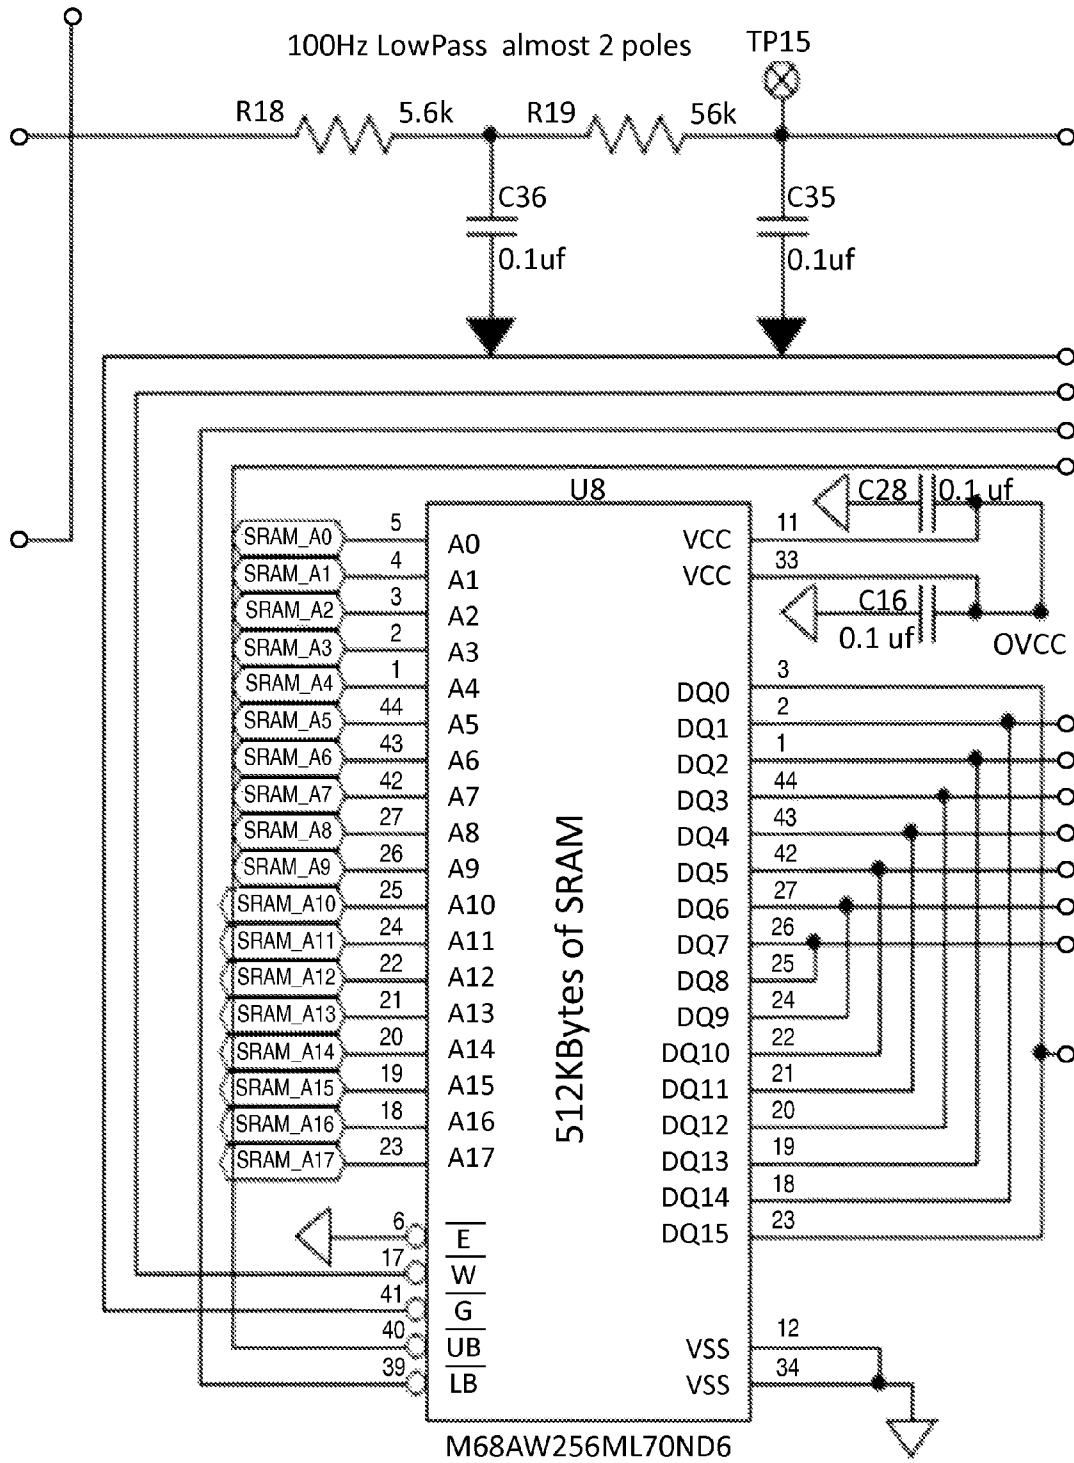 100Hz LowPass almost 2 poles
TP15
R18 5.6k R19 56k
C36 C35
0.1uf 0.1uf
U8
C28 0.1 uf
SRAM_A0 5 A0 VCC 11
SRAM_A1 4 A1 VCC 33
SRAM_A2 3 A2 C16
0.1 uf OVCC
SRAM_A3 2 A3
SRAM_A4 1 A4 DQ0 3
SRAM_A5 44 A5 DQ1 2
SRAM_A6 43 A6 DQ2 1
SRAM_A7 42 A7 DQ3 44
SRAM_A8 27 A8 DQ4 43
SRAM_A9 26 A9 DQ5 42
SRAM_A10 25 A10 DQ6 27
SRAM_A11 24 A11 DQ7 26
SRAM_A12 22 A12 DQ8 25
SRAM_A13 21 A13 DQ9 24
SRAM_A14 20 A14 DQ10 22
SRAM_A15 19 A15 DQ11 21
SRAM_A16 18 A16 DQ12 20
SRAM_A17 23 A17 DQ13 19
DQ14 18
6 E DQ15 23
17 W
41 G
40 UB VSS 12
39 LB VSS 34
512KBytes of SRAM
M68AW256ML70ND6